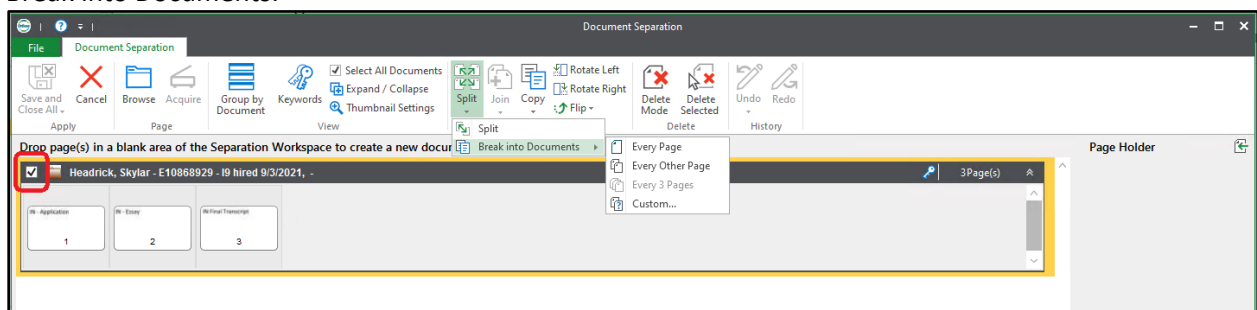 Break into Documents.
Document Separation
File Document Separation
Save and Close All Cancel Browse Acquire Group by Document Keywords
Select All Documents
Expand / Collapse
Thumbnail Settings
Split Join Copy
Rotate Left
Rotate Right
Flip
Delete Mode Delete Selected Undo Redo
Apply Page View Delete History
Split
Break into Documents
Every Page
Every Other Page
Every 3 Pages
Custom...
Drop page(s) in a blank area of the Separation Workspace to create a new docu
Page Holder
Headrick, Skylar - E10868929 - I9 hired 9/3/2021, -
3Page(s)
IN - Application
1
IN - Essay
2
IN Final Transcript
3